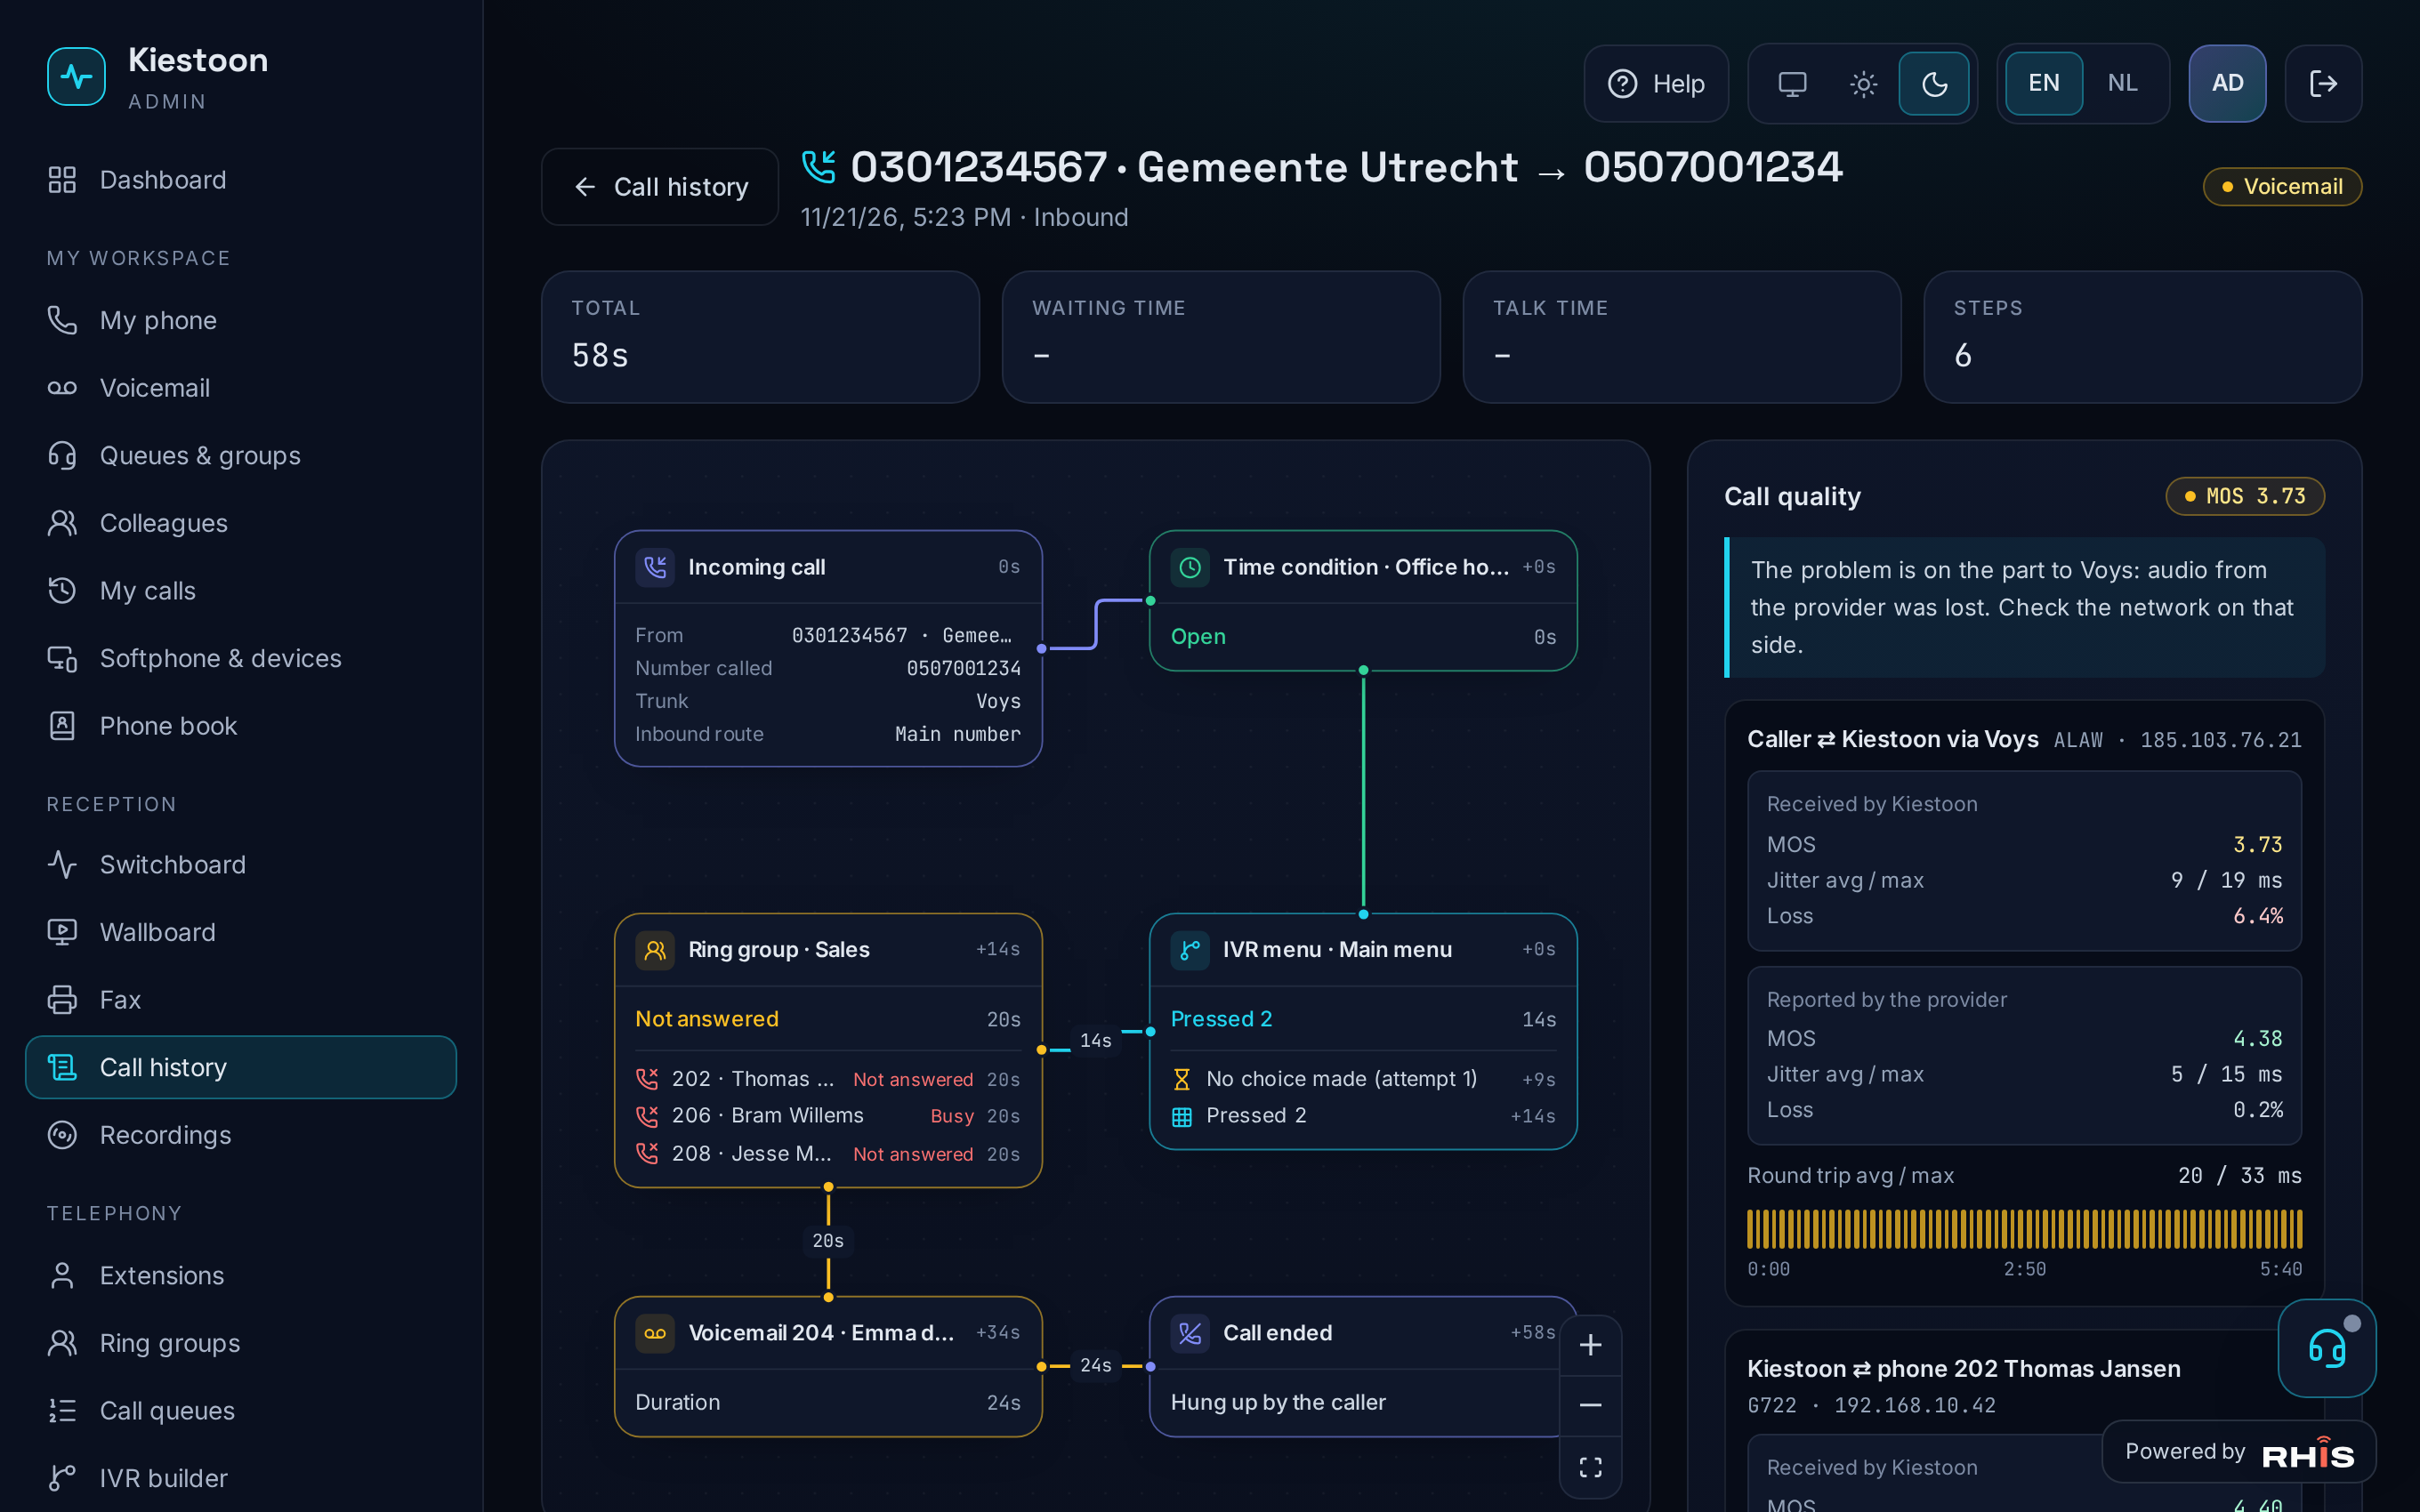 Kiestoon
ADMIN
Dashboard
MY WORKSPACE
My phone
Voicemail
Queues & groups
Colleagues
My calls
Softphone & devices
Phone book
RECEPTION
Switchboard
Wallboard
Fax
Call history
Recordings
TELEPHONY
Extensions
Ring groups
Call queues
IVR builder
Help
EN
NL
AD
Call history
0301234567 · Gemeente Utrecht → 0507001234
11/21/26, 5:23 PM · Inbound
Voicemail
TOTAL
58s
WAITING TIME
–
TALK TIME
–
STEPS
6
Incoming call 0s
From 0301234567 · Gemee…
Number called 0507001234
Trunk Voys
Inbound route Main number
Time condition · Office ho… +0s
Open 0s
Ring group · Sales +14s
Not answered 20s
202 · Thomas … Not answered 20s
206 · Bram Willems Busy 20s
208 · Jesse M… Not answered 20s
14s
IVR menu · Main menu +0s
Pressed 2 14s
No choice made (attempt 1) +9s
Pressed 2 +14s
20s
Voicemail 204 · Emma d… +34s
Duration 24s
24s
Call ended +58s
Hung up by the caller
Call quality
MOS 3.73
The problem is on the part to Voys: audio from
the provider was lost. Check the network on that
side.
Caller ⇄ Kiestoon via Voys ALAW · 185.103.76.21
Received by Kiestoon
MOS 3.73
Jitter avg / max 9 / 19 ms
Loss 6.4%
Reported by the provider
MOS 4.38
Jitter avg / max 5 / 15 ms
Loss 0.2%
Round trip avg / max 20 / 33 ms
0:00 2:50 5:40
Kiestoon ⇄ phone 202 Thomas Jansen
G722 · 192.168.10.42
Received by Kiestoon
MOS 4.40
Powered by RHIS